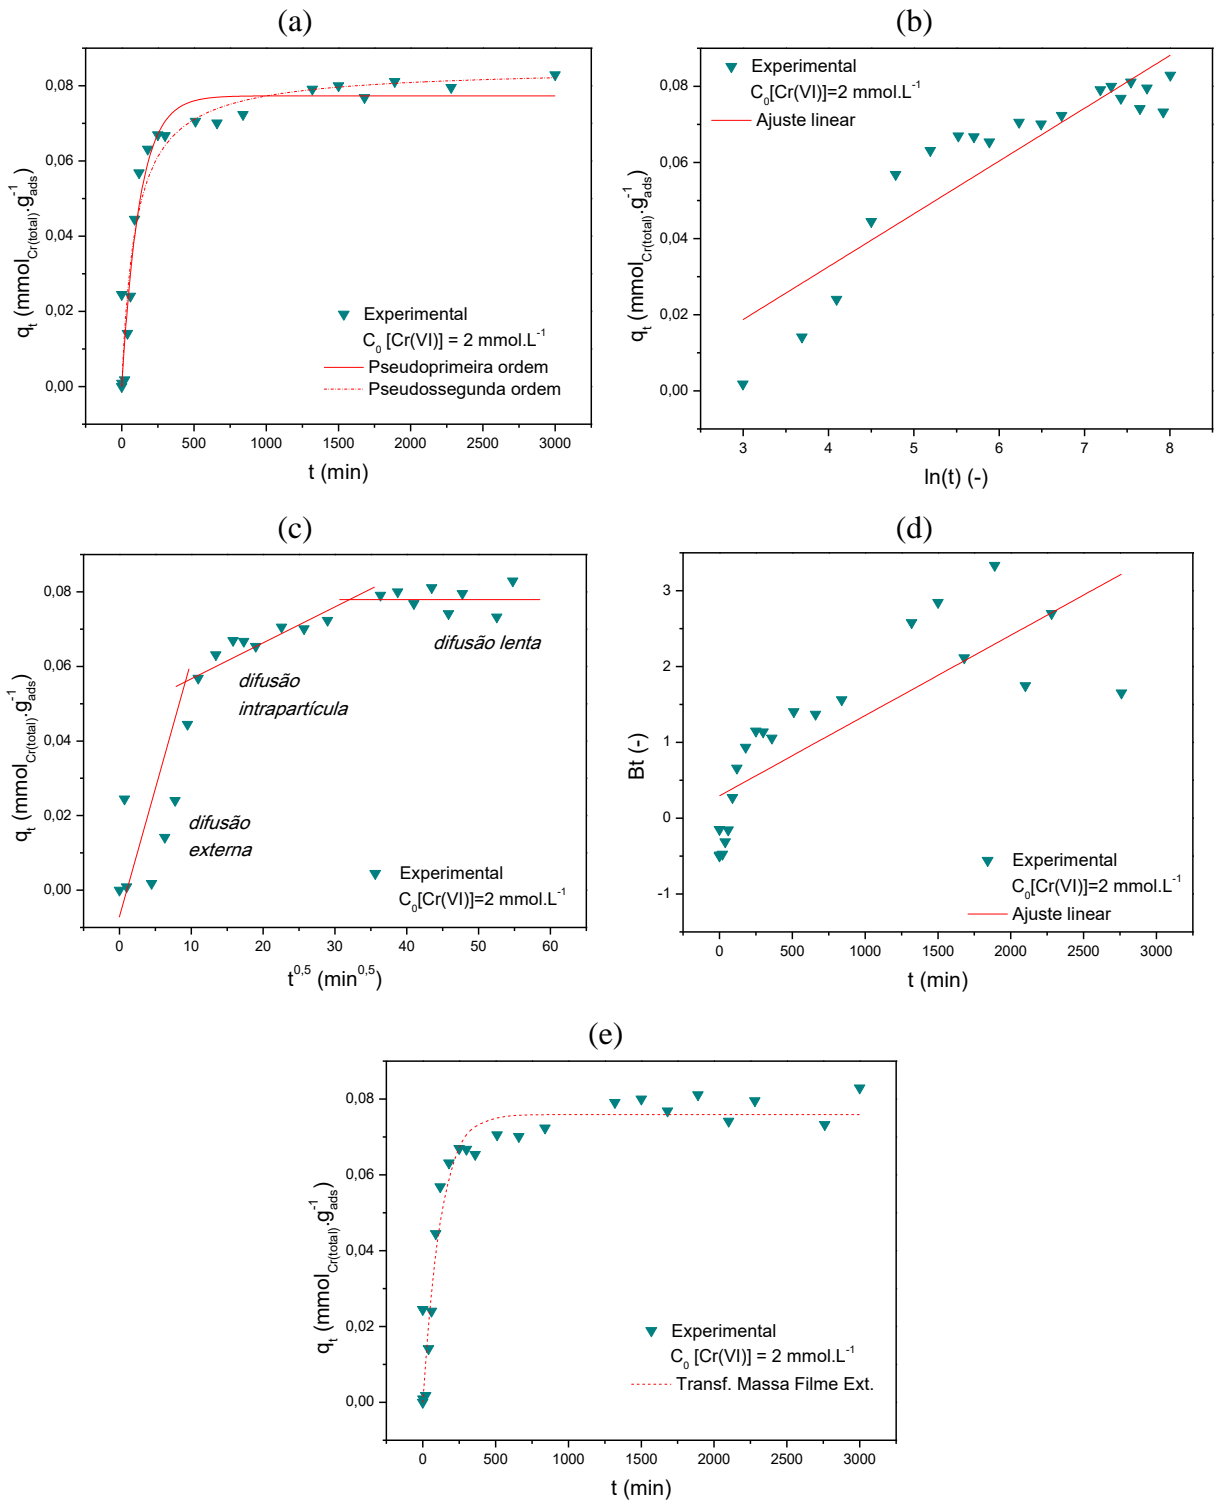 (a)
0,08
0,06
0,04
0,02
0,00
q_t (mmol_Cr(total).g^-1_ads)
Experimental
C_0 [Cr(VI)] = 2 mmol.L^-1
Pseudoprimeira ordem
Pseudossegunda ordem
0 500 1000 1500 2000 2500 3000
t (min)
(b)
0,08
0,06
0,04
0,02
0,00
q_t (mmol_Cr(total).g^-1_ads)
Experimental
C_0[Cr(VI)]=2 mmol.L^-1
Ajuste linear
3 4 5 6 7 8
ln(t) (-)
(c)
0,08
0,06
0,04
0,02
0,00
q_t (mmol_Cr(total).g^-1_ads)
difusão lenta
difusão
intrapartícula
difusão
externa
Experimental
C_0[Cr(VI)]=2 mmol.L^-1
0 10 20 30 40 50 60
t^0,5 (min^0,5)
(d)
3
2
1
0
-1
Bt (-)
Experimental
C_0[Cr(VI)]=2 mmol.L^-1
Ajuste linear
0 500 1000 1500 2000 2500 3000
t (min)
(e)
0,08
0,06
0,04
0,02
0,00
q_t (mmol_Cr(total).g^-1_ads)
Experimental
C_0 [Cr(VI)] = 2 mmol.L^-1
Transf. Massa Filme Ext.
0 500 1000 1500 2000 2500 3000
t (min)